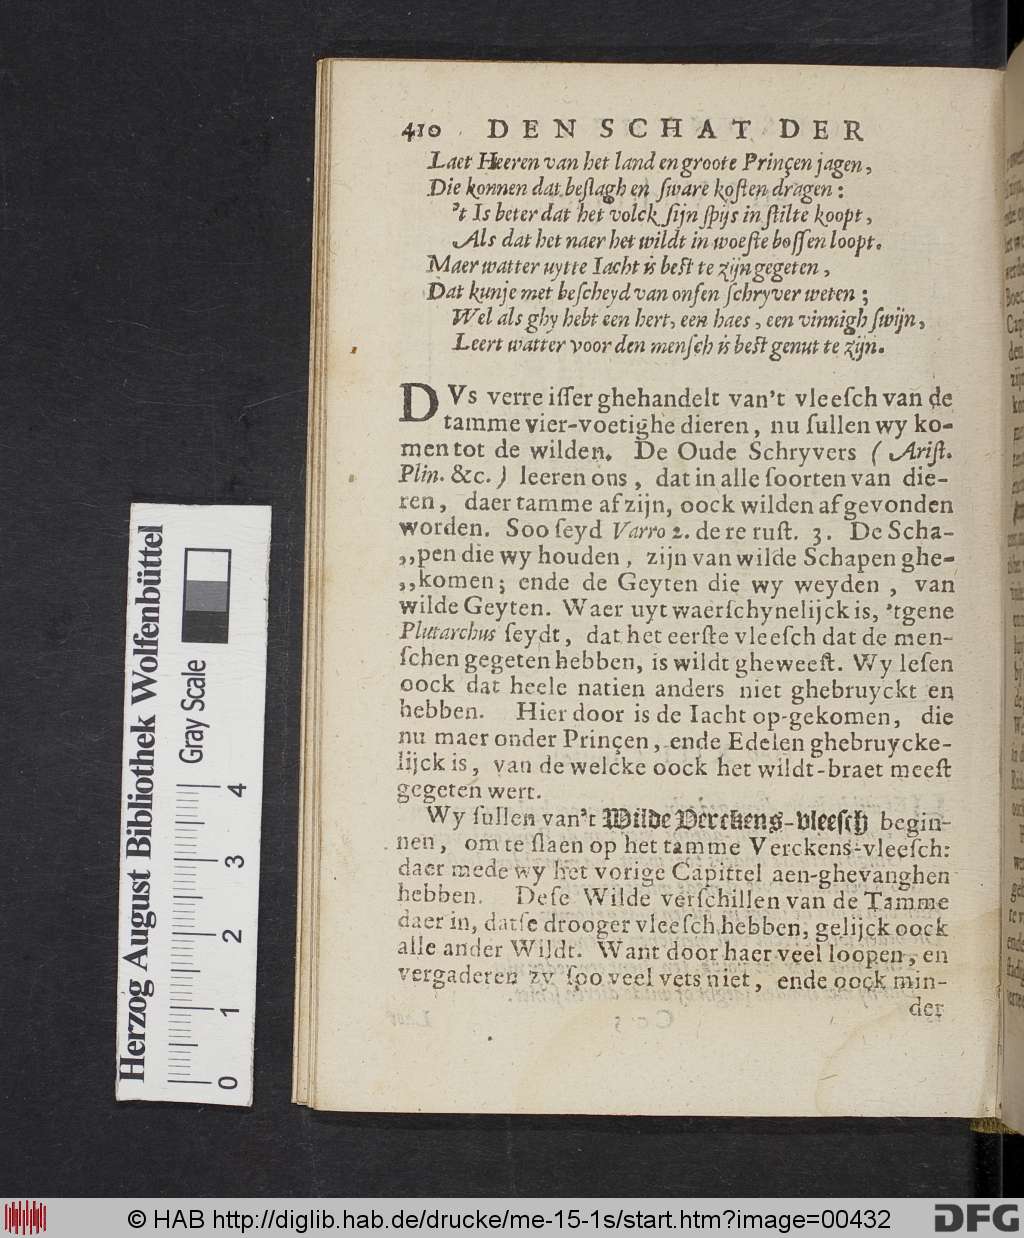 410 DEN SCHAT DER
Laet Heeren van het land en groote Prinçen jagen,
Die konnen dat beslagh en ſware koſten dragen:
't Is beter dat het volck ſijn ſpijs in ſtilte koopt,
Als dat het naer het wildt in woeſte boſſen loopt.
Maer watter uytte Iacht is beſt te zijn gegeten,
Dat kunje met beſcheyd van onſen ſchryver weten;
Wel als ghy hebt een hert, een haes, een vinnigh ſwijn,
Leert watter voor den menſch is beſt genut te zijn.
DVs verre iſſer ghehandelt van't vleeſch van de
tamme vier-voetighe dieren, nu ſullen wy ko-
men tot de wilden. De Oude Schryvers (Ariſt.
Plin. &c.) leeren ons, dat in alle ſoorten van die-
ren, daer tamme af zijn, oock wilden afgevonden
worden. Soo ſeyd Varro 2. de re ruſt. 3. De Scha-
,,pen die wy houden, zijn van wilde Schapen ghe-
,,komen; ende de Geyten die wy weyden, van
wilde Geyten. Waer uyt waerſchynelijck is, 'tgene
Plutarchus ſeydt, dat het eerſte vleeſch dat de men-
ſchen gegeten hebben, is wildt gheweeſt. Wy leſen
oock dat heele natien anders niet ghebruyckt en
hebben. Hier door is de Iacht op-gekomen, die
nu maer onder Prinçen, ende Edelen ghebruycke-
lijck is, van de welcke oock het wildt-braet meeſt
gegeten wert.
Wy ſullen van't Wilde Verckens-vleeſch begin-
nen, om te ſlaen op het tamme Verckens-vleeſch:
daer mede wy het vorige Capittel aen-ghevanghen
hebben. Deſe Wilde verſchillen van de Tamme
daer in, datſe drooger vleeſch hebben, gelijck oock
alle ander Wildt. Want door haer veel loopen, en
vergaderen zy ſoo veel vets niet, ende oock min-
der
Herzog August Bibliothek Wolfenbüttel
Gray Scale
0 1 2 3 4
© HAB http://diglib.hab.de/drucke/me-15-1s/start.htm?image=00432
DFG